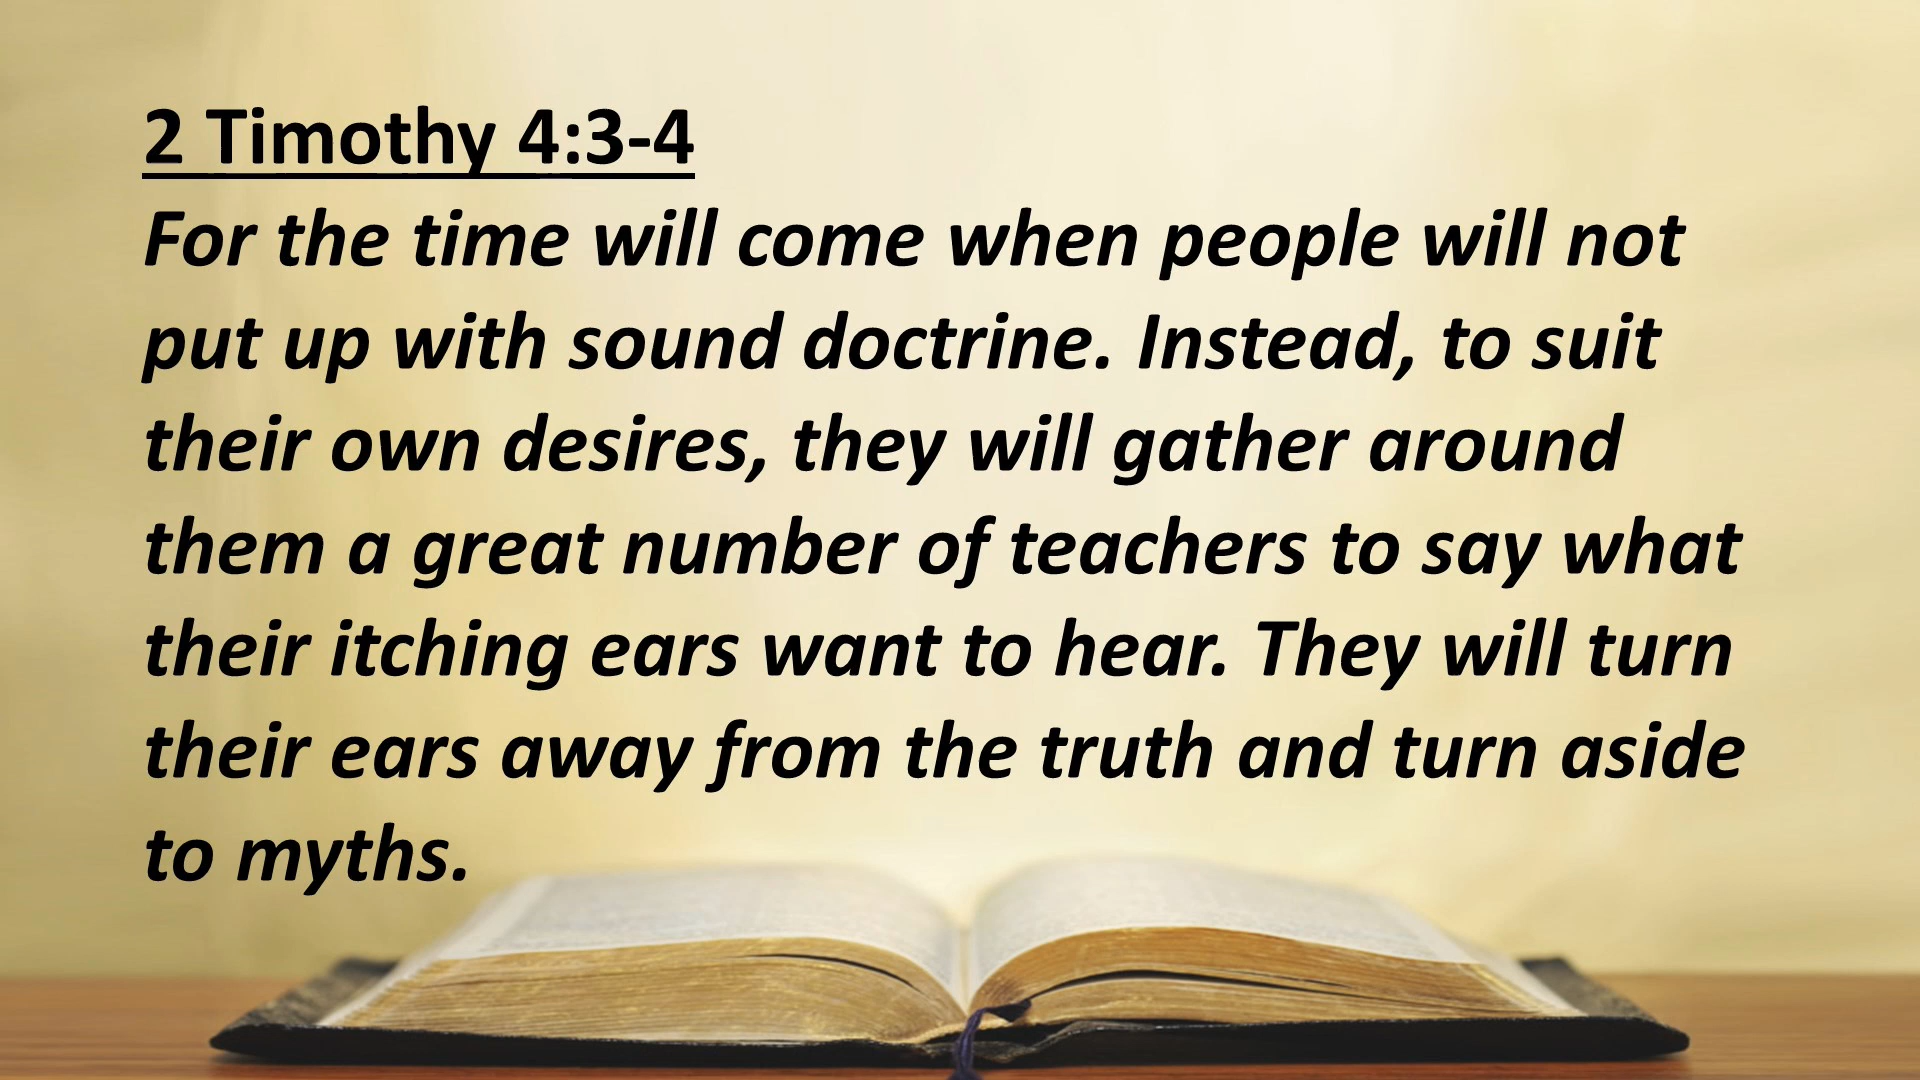 2 Timothy 4:3-4
For the time will come when people will not
put up with sound doctrine. Instead, to suit
their own desires, they will gather around
them a great number of teachers to say what
their itching ears want to hear. They will turn
their ears away from the truth and turn aside
to myths.